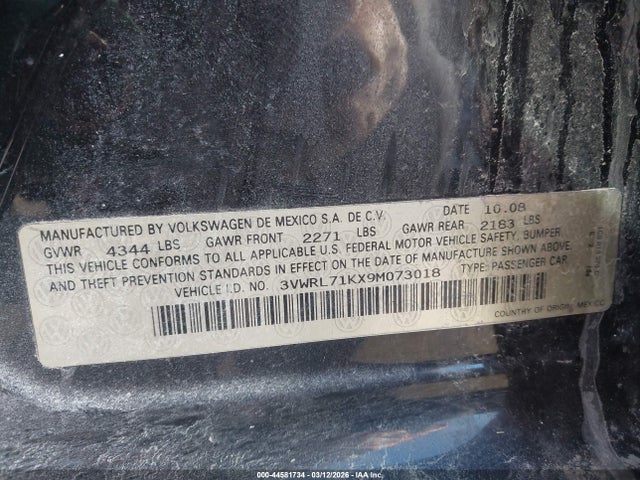 MANUFACTURED BY VOLKSWAGEN DE MEXICO S.A. DE C.V. DATE 10.08
GVWR 4344 LBS GAWR FRONT 2271 LBS GAWR REAR 2183 LBS
THIS VEHICLE CONFORMS TO ALL APPLICABLE U.S. FEDERAL MOTOR VEHICLE SAFETY, BUMPER
AND THEFT PREVENTION STANDARDS IN EFFECT ON THE DATE OF MANUFACTURE SHOWN ABOVE.
VEHICLE I.D. NO. 3VWRL71KX9M073018 TYPE: PASSENGER CAR
COUNTRY OF ORIGIN: MEXICO
000-44581734 | 03/12/2026 | IBRAUCTIONS